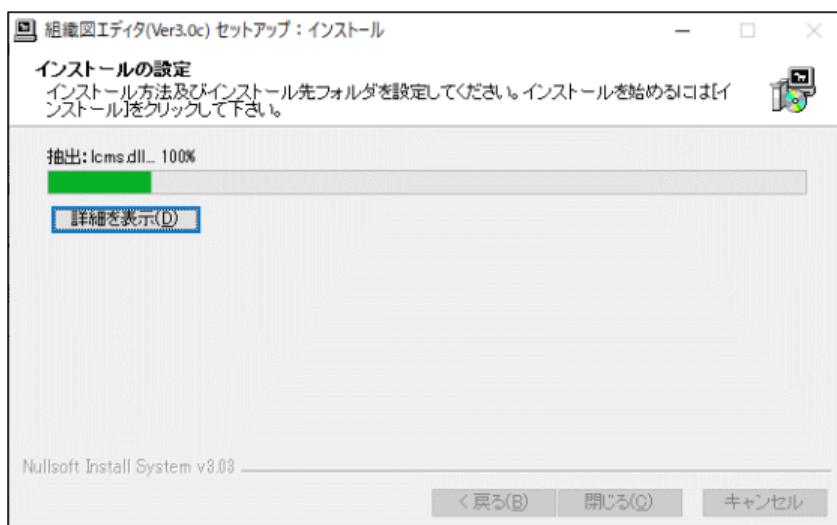 組織図エディタ(Ver3.0c) セットアップ：インストール
インストールの設定
インストール方法及びインストール先フォルダを設定してください。インストールを始めるには[イ
ンストール]をクリックして下さい。
抽出: lcms.dll... 100%
詳細を表示(D)
Nullsoft Install System v3.03
< 戻る(B)
閉じる(C)
キャンセル